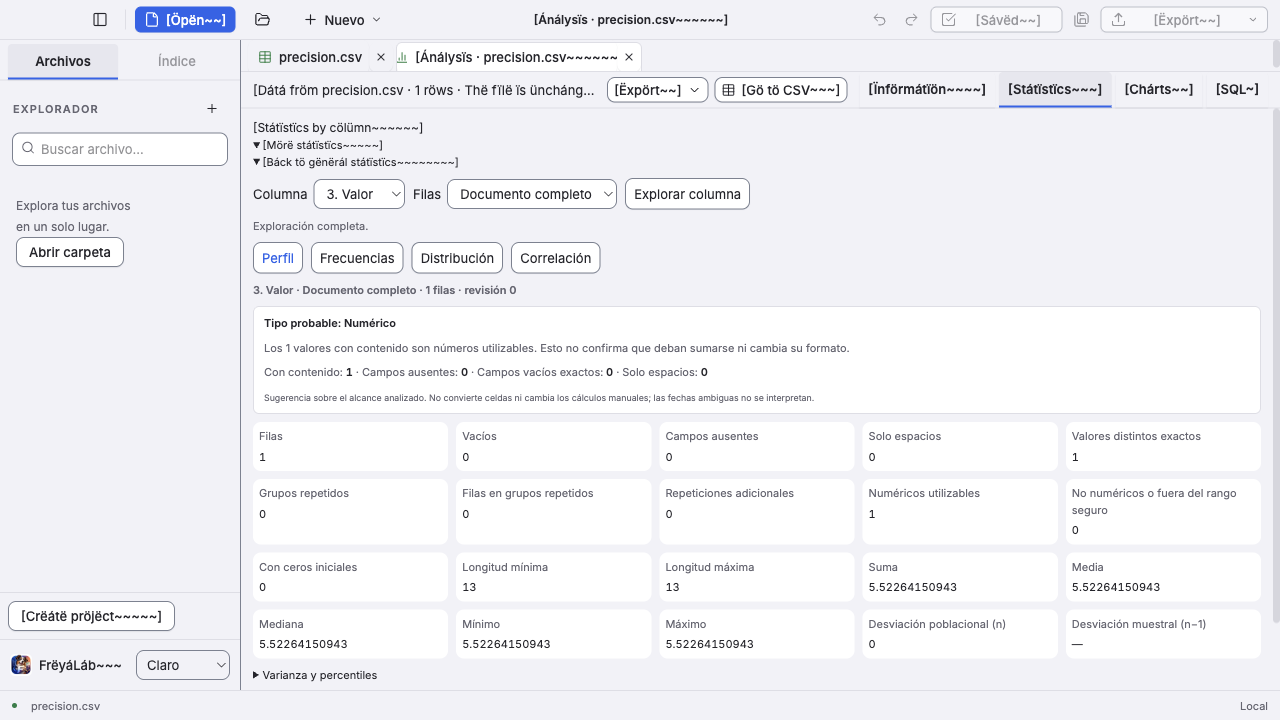 [Öpën~~]
Nuevo
[Ánálysïs · precision.csv~~~~~~]
[Sávëd~~]
[Ëxpört~~]
Archivos
Índice
precision.csv
[Ánálysïs · precision.csv~~~~~~
EXPLORADOR
Buscar archivo...
Explora tus archivos
en un solo lugar.
Abrir carpeta
[Crëátë pröjëct~~~~~]
FrëyáLáb~~~
Claro
[Dátá fröm precision.csv · 1 röws · Thë fïlë ïs üncháng...
[Ëxpört~~]
[Gö tö CSV~~~]
[Ïnförmátïön~~~~]
[Státïstïcs~~~]
[Chárts~~]
[SQL~]
[Státïstïcs by cölümn~~~~~~]
[Mörë státïstïcs~~~~~]
[Báck tö gënërál státïstïcs~~~~~~~~]
Columna
3. Valor
Filas
Documento completo
Explorar columna
Exploración completa.
Perfil
Frecuencias
Distribución
Correlación
3. Valor · Documento completo · 1 filas · revisión 0
Tipo probable: Numérico
Los 1 valores con contenido son números utilizables. Esto no confirma que deban sumarse ni cambia su formato.
Con contenido: 1 · Campos ausentes: 0 · Campos vacíos exactos: 0 · Solo espacios: 0
Sugerencia sobre el alcance analizado. No convierte celdas ni cambia los cálculos manuales; las fechas ambiguas no se interpretan.
Filas
1
Vacíos
0
Campos ausentes
0
Solo espacios
0
Valores distintos exactos
1
Grupos repetidos
0
Filas en grupos repetidos
0
Repeticiones adicionales
0
Numéricos utilizables
1
No numéricos o fuera del rango
seguro
0
Con ceros iniciales
0
Longitud mínima
13
Longitud máxima
13
Suma
5.52264150943
Media
5.52264150943
Mediana
5.52264150943
Mínimo
5.52264150943
Máximo
5.52264150943
Desviación poblacional (n)
0
Desviación muestral (n−1)
—
Varianza y percentiles
precision.csv
Local